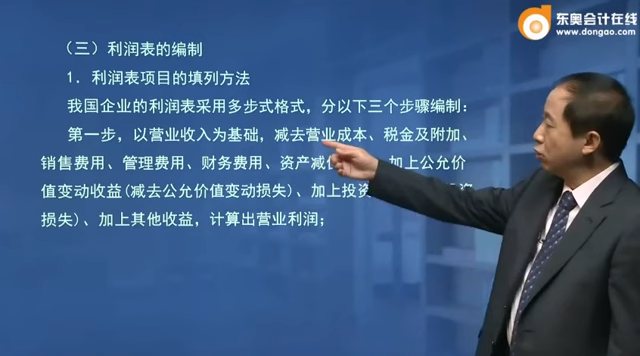 东奥会计在线
www.dongao.com
（三）利润表的编制
1．利润表项目的填列方法
我国企业的利润表采用多步式格式，分以下三个步骤编制：
第一步，以营业收入为基础，减去营业成本、税金及附加、
销售费用、管理费用、财务费用、资产减 加上公允价
值变动收益(减去公允价值变动损失)、加上投
损失)、加上其他收益，计算出营业利润；